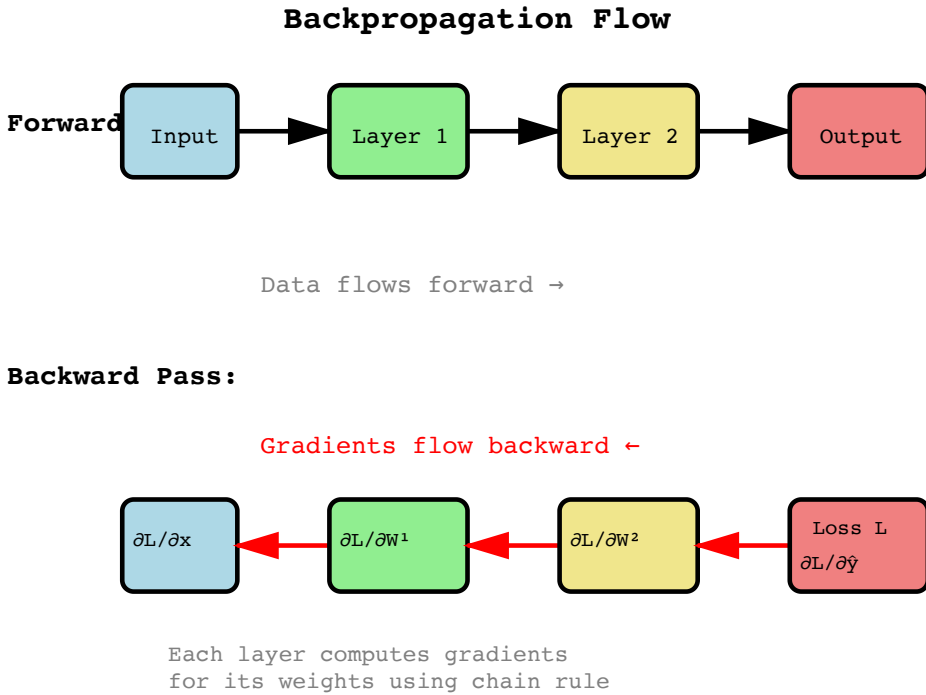 Backpropagation Flow
Forward
Input
Layer 1
Layer 2
Output
Data flows forward →
Backward Pass:
Gradients flow backward ←
∂L/∂x
∂L/∂W¹
∂L/∂W²
Loss L
∂L/∂ŷ
Each layer computes gradients
for its weights using chain rule